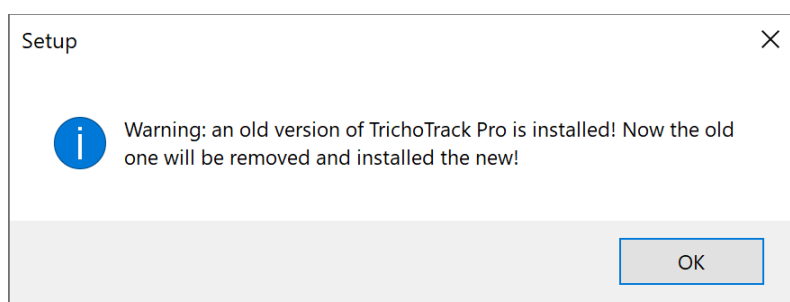 Setup
Warning: an old version of TrichoTrack Pro is installed! Now the old
one will be removed and installed the new!
OK